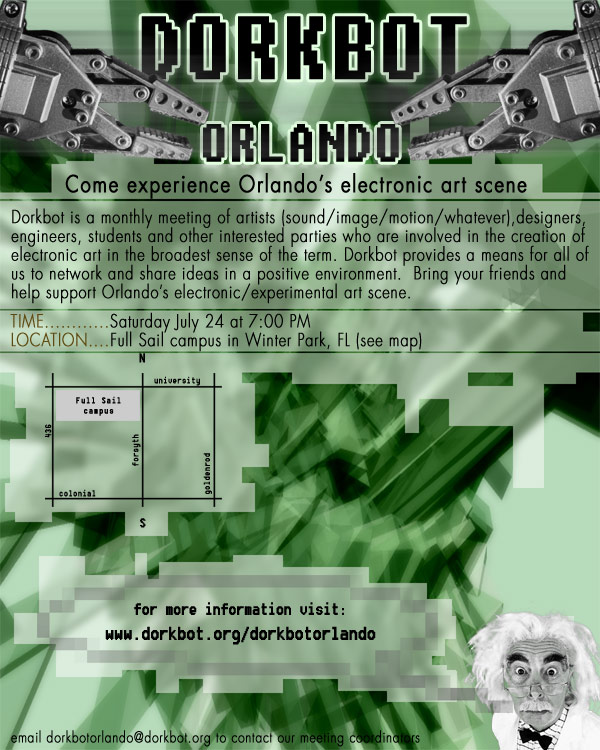 DORKBOT
ORLANDO
Come experience Orlando's electronic art scene
Dorkbot is a monthly meeting of artists (sound/image/motion/whatever),designers,
engineers, students and other interested parties who are involved in the creation of
electronic art in the broadest sense of the term. Dorkbot provides a means for all of
us to network and share ideas in a positive environment.  Bring your friends and
help support Orlando's electronic/experimental art scene.
TIME............Saturday July 24 at 7:00 PM
LOCATION....Full Sail campus in Winter Park, FL (see map)
N
university
Full Sail
campus
436
forsyth
goldenrod
colonial
S
for more information visit:
www.dorkbot.org/dorkbotorlando
email dorkbotorlando@dorkbot.org to contact our meeting coordinators